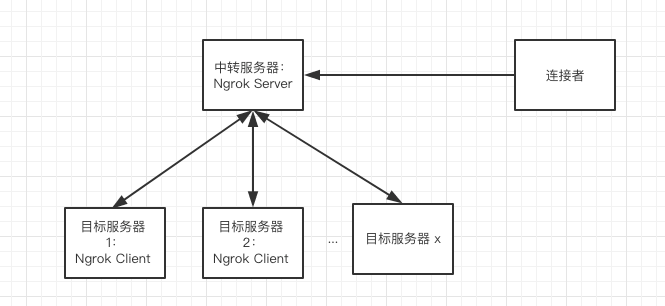 中转服务器：
Ngrok Server
连接者
目标服务器
1：
Ngrok Client
目标服务器
2：
Ngrok Client
...
目标服务器 x